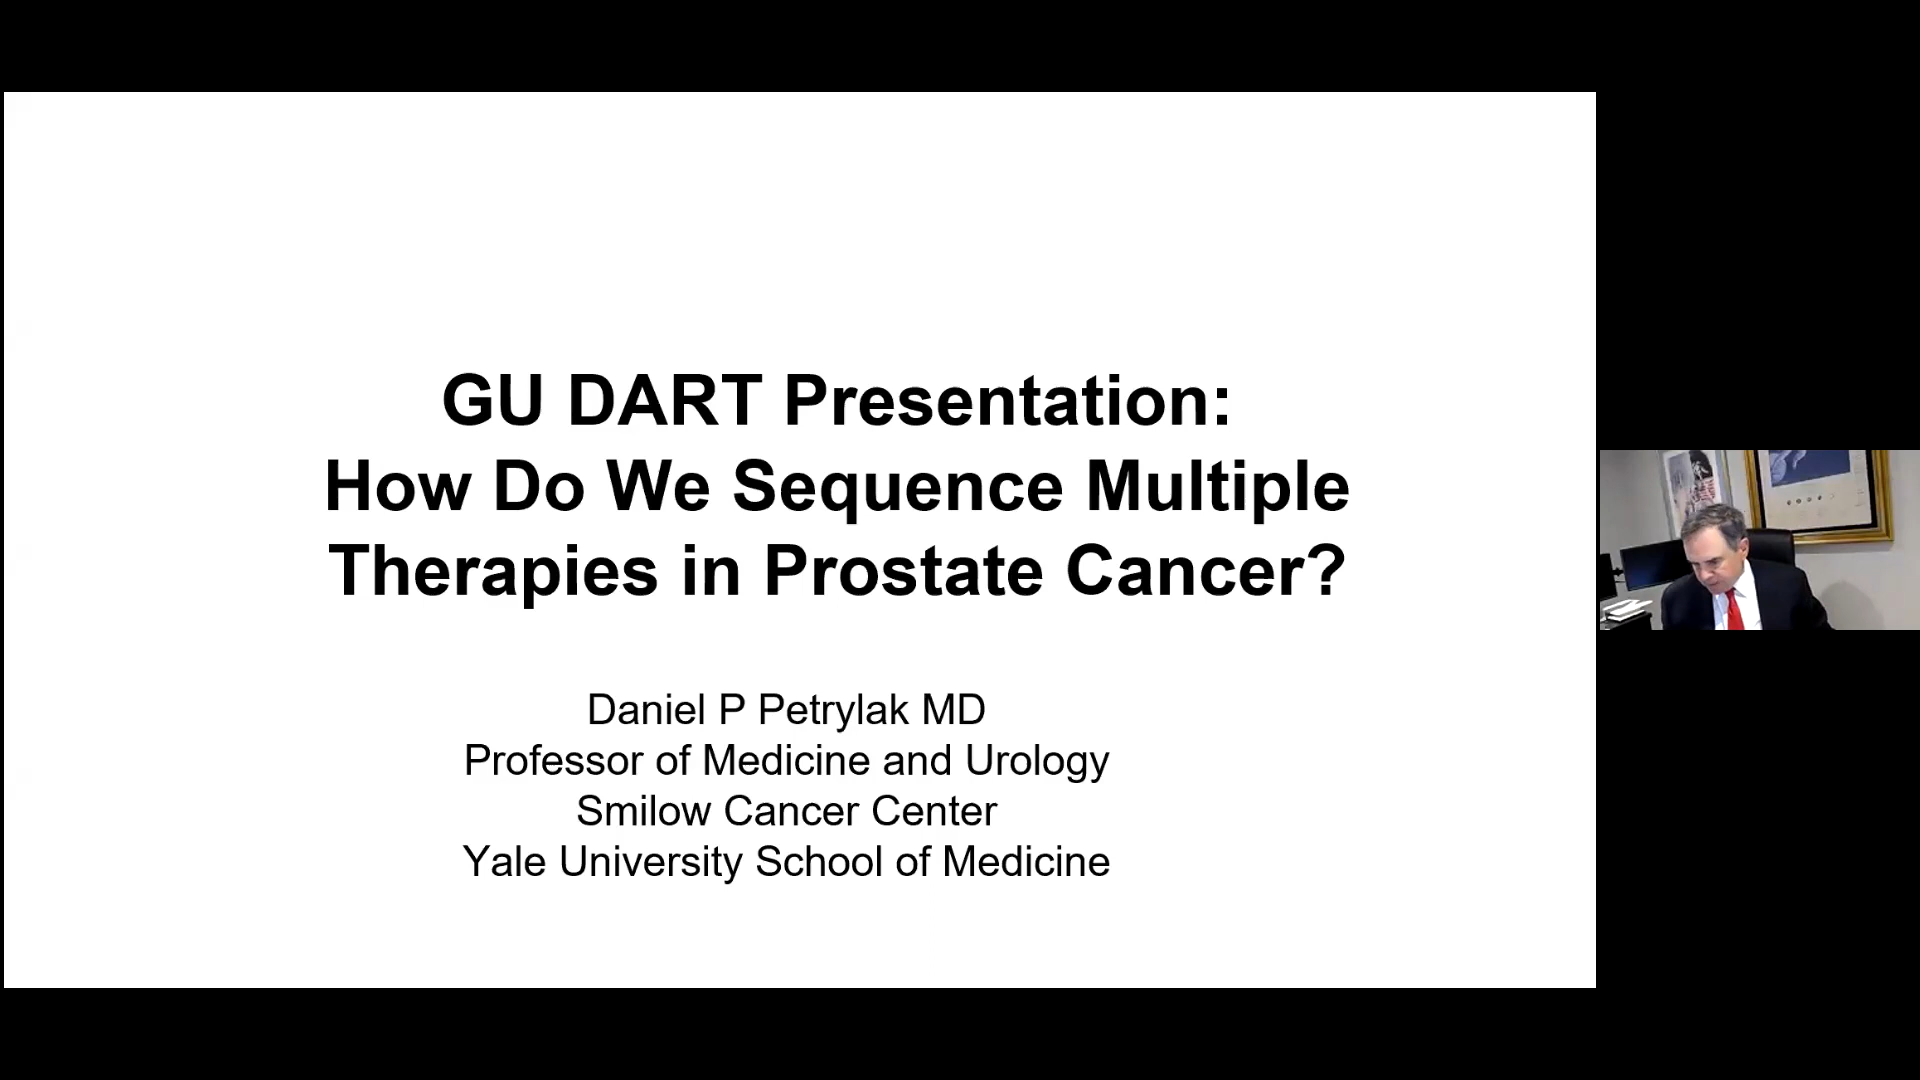 GU DART Presentation:
How Do We Sequence Multiple
Therapies in Prostate Cancer?
Daniel P Petrylak MD
Professor of Medicine and Urology
Smilow Cancer Center
Yale University School of Medicine